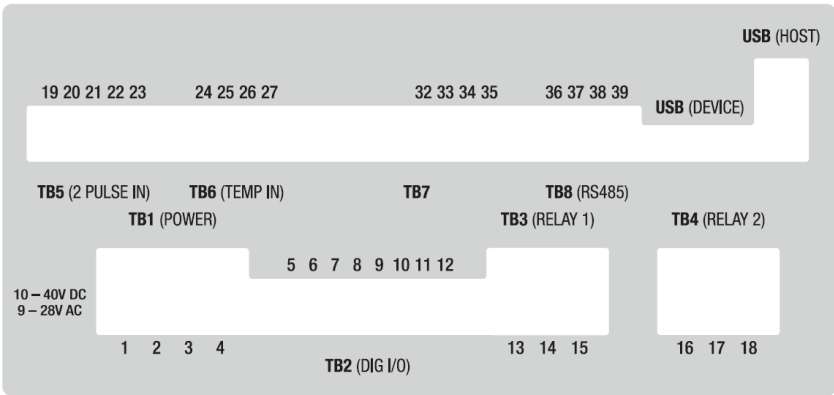 USB (HOST)
19 20 21 22 23 24 25 26 27 32 33 34 35 36 37 38 39
USB (DEVICE)
TB5 (2 PULSE IN) TB6 (TEMP IN) TB7 TB8 (RS485)
TB1 (POWER) TB3 (RELAY 1) TB4 (RELAY 2)
5 6 7 8 9 10 11 12
10 – 40V DC
9 – 28V AC
1 2 3 4 13 14 15 16 17 18
TB2 (DIG I/O)